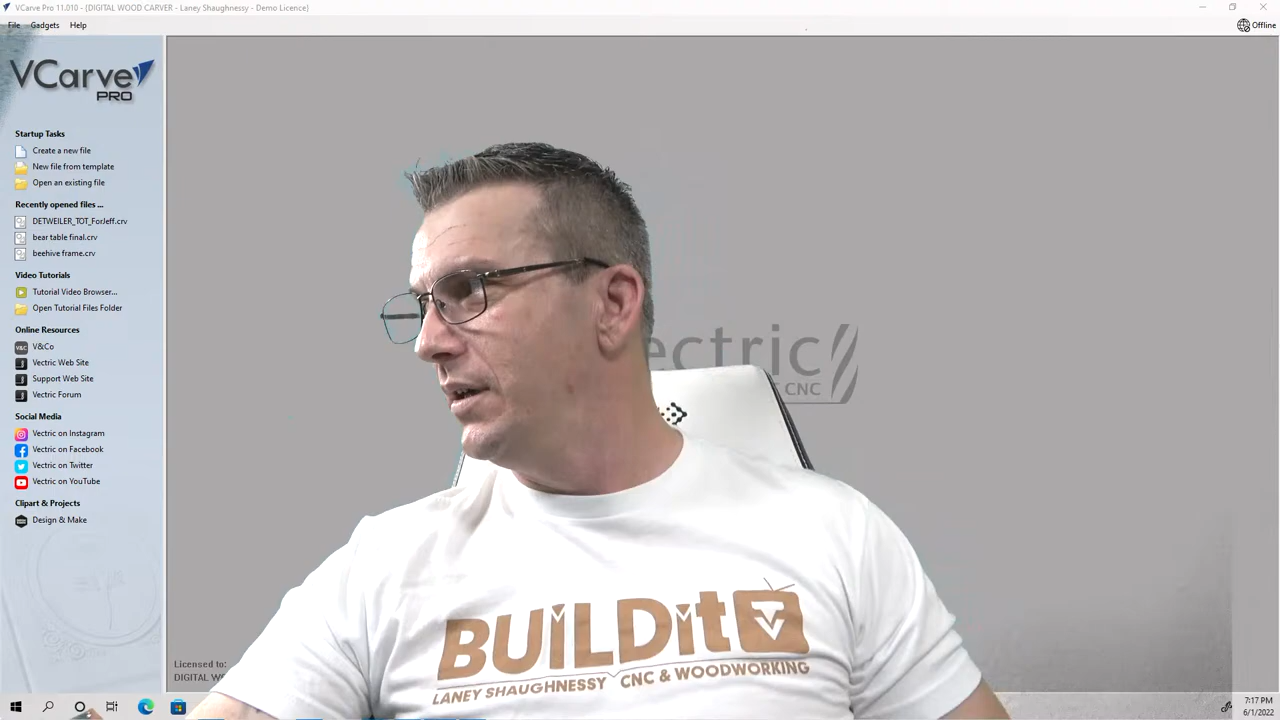 VCarve Pro 11.010 - {DIGITAL WOOD CARVER - Laney Shaughnessy - Demo Licence}
File Gadgets Help
Offline
VCarve
PRO
Startup Tasks
Create a new file
New file from template
Open an existing file
Recently opened files ...
DETWEILER_TOT_ForJeff.crv
bear table final.crv
beehive frame.crv
Video Tutorials
Tutorial Video Browser...
Open Tutorial Files Folder
Online Resources
V&Co
Vectric Web Site
Support Web Site
Vectric Forum
Social Media
Vectric on Instagram
Vectric on Facebook
Vectric on Twitter
Vectric on YouTube
Clipart & Projects
Design & Make
ectric
CNC
BUiLDit
LANEY SHAUGHNESSY CNC & WOODWORKING
Licensed to:
DIGITAL WO
7:17 PM
6/1/2022